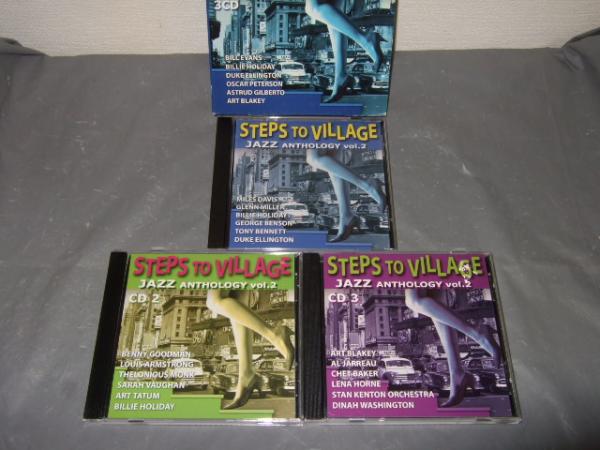 3CD
BILL EVANS
BILLIE HOLIDAY
DUKE ELLINGTON
OSCAR PETERSON
ASTRUD GILBERTO
ART BLAKEY
STEPS TO VILLAGE
JAZZ ANTHOLOGY vol.2
MILES DAVIS
GLENN MILLER
BILLIE HOLIDAY
GEORGE BENSON
TONY BENNETT
DUKE ELLINGTON
STEPS TO VILLAGE
JAZZ ANTHOLOGY vol.2
CD 2
BENNY GOODMAN
LOUIS ARMSTRONG
THELONIOUS MONK
SARAH VAUGHAN
ART TATUM
BILLIE HOLIDAY
STEPS TO VILLAGE
JAZZ ANTHOLOGY vol.2
CD 3
ART BLAKEY
AL JARREAU
CHET BAKER
LENA HORNE
STAN KENTON ORCHESTRA
DINAH WASHINGTON